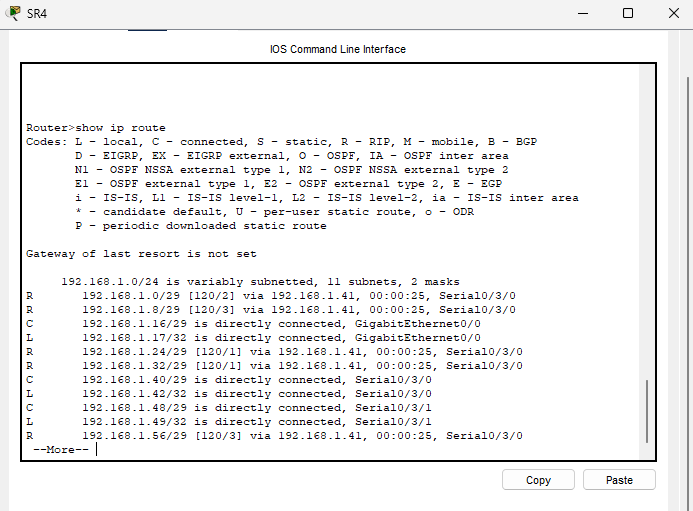 SR4
IOS Command Line Interface
Router>show ip route
Codes: L - local, C - connected, S - static, R - RIP, M - mobile, B - BGP
D - EIGRP, EX - EIGRP external, O - OSPF, IA - OSPF inter area
N1 - OSPF NSSA external type 1, N2 - OSPF NSSA external type 2
E1 - OSPF external type 1, E2 - OSPF external type 2, E - EGP
i - IS-IS, L1 - IS-IS level-1, L2 - IS-IS level-2, ia - IS-IS inter area
* - candidate default, U - per-user static route, o - ODR
P - periodic downloaded static route
Gateway of last resort is not set
192.168.1.0/24 is variably subnetted, 11 subnets, 2 masks
R 192.168.1.0/29 [120/2] via 192.168.1.41, 00:00:25, Serial0/3/0
R 192.168.1.8/29 [120/3] via 192.168.1.41, 00:00:25, Serial0/3/0
C 192.168.1.16/29 is directly connected, GigabitEthernet0/0
L 192.168.1.17/32 is directly connected, GigabitEthernet0/0
R 192.168.1.24/29 [120/1] via 192.168.1.41, 00:00:25, Serial0/3/0
R 192.168.1.32/29 [120/1] via 192.168.1.41, 00:00:25, Serial0/3/0
C 192.168.1.40/29 is directly connected, Serial0/3/0
L 192.168.1.42/32 is directly connected, Serial0/3/0
C 192.168.1.48/29 is directly connected, Serial0/3/1
L 192.168.1.49/32 is directly connected, Serial0/3/1
R 192.168.1.56/29 [120/3] via 192.168.1.41, 00:00:25, Serial0/3/0
--More--
Copy Paste